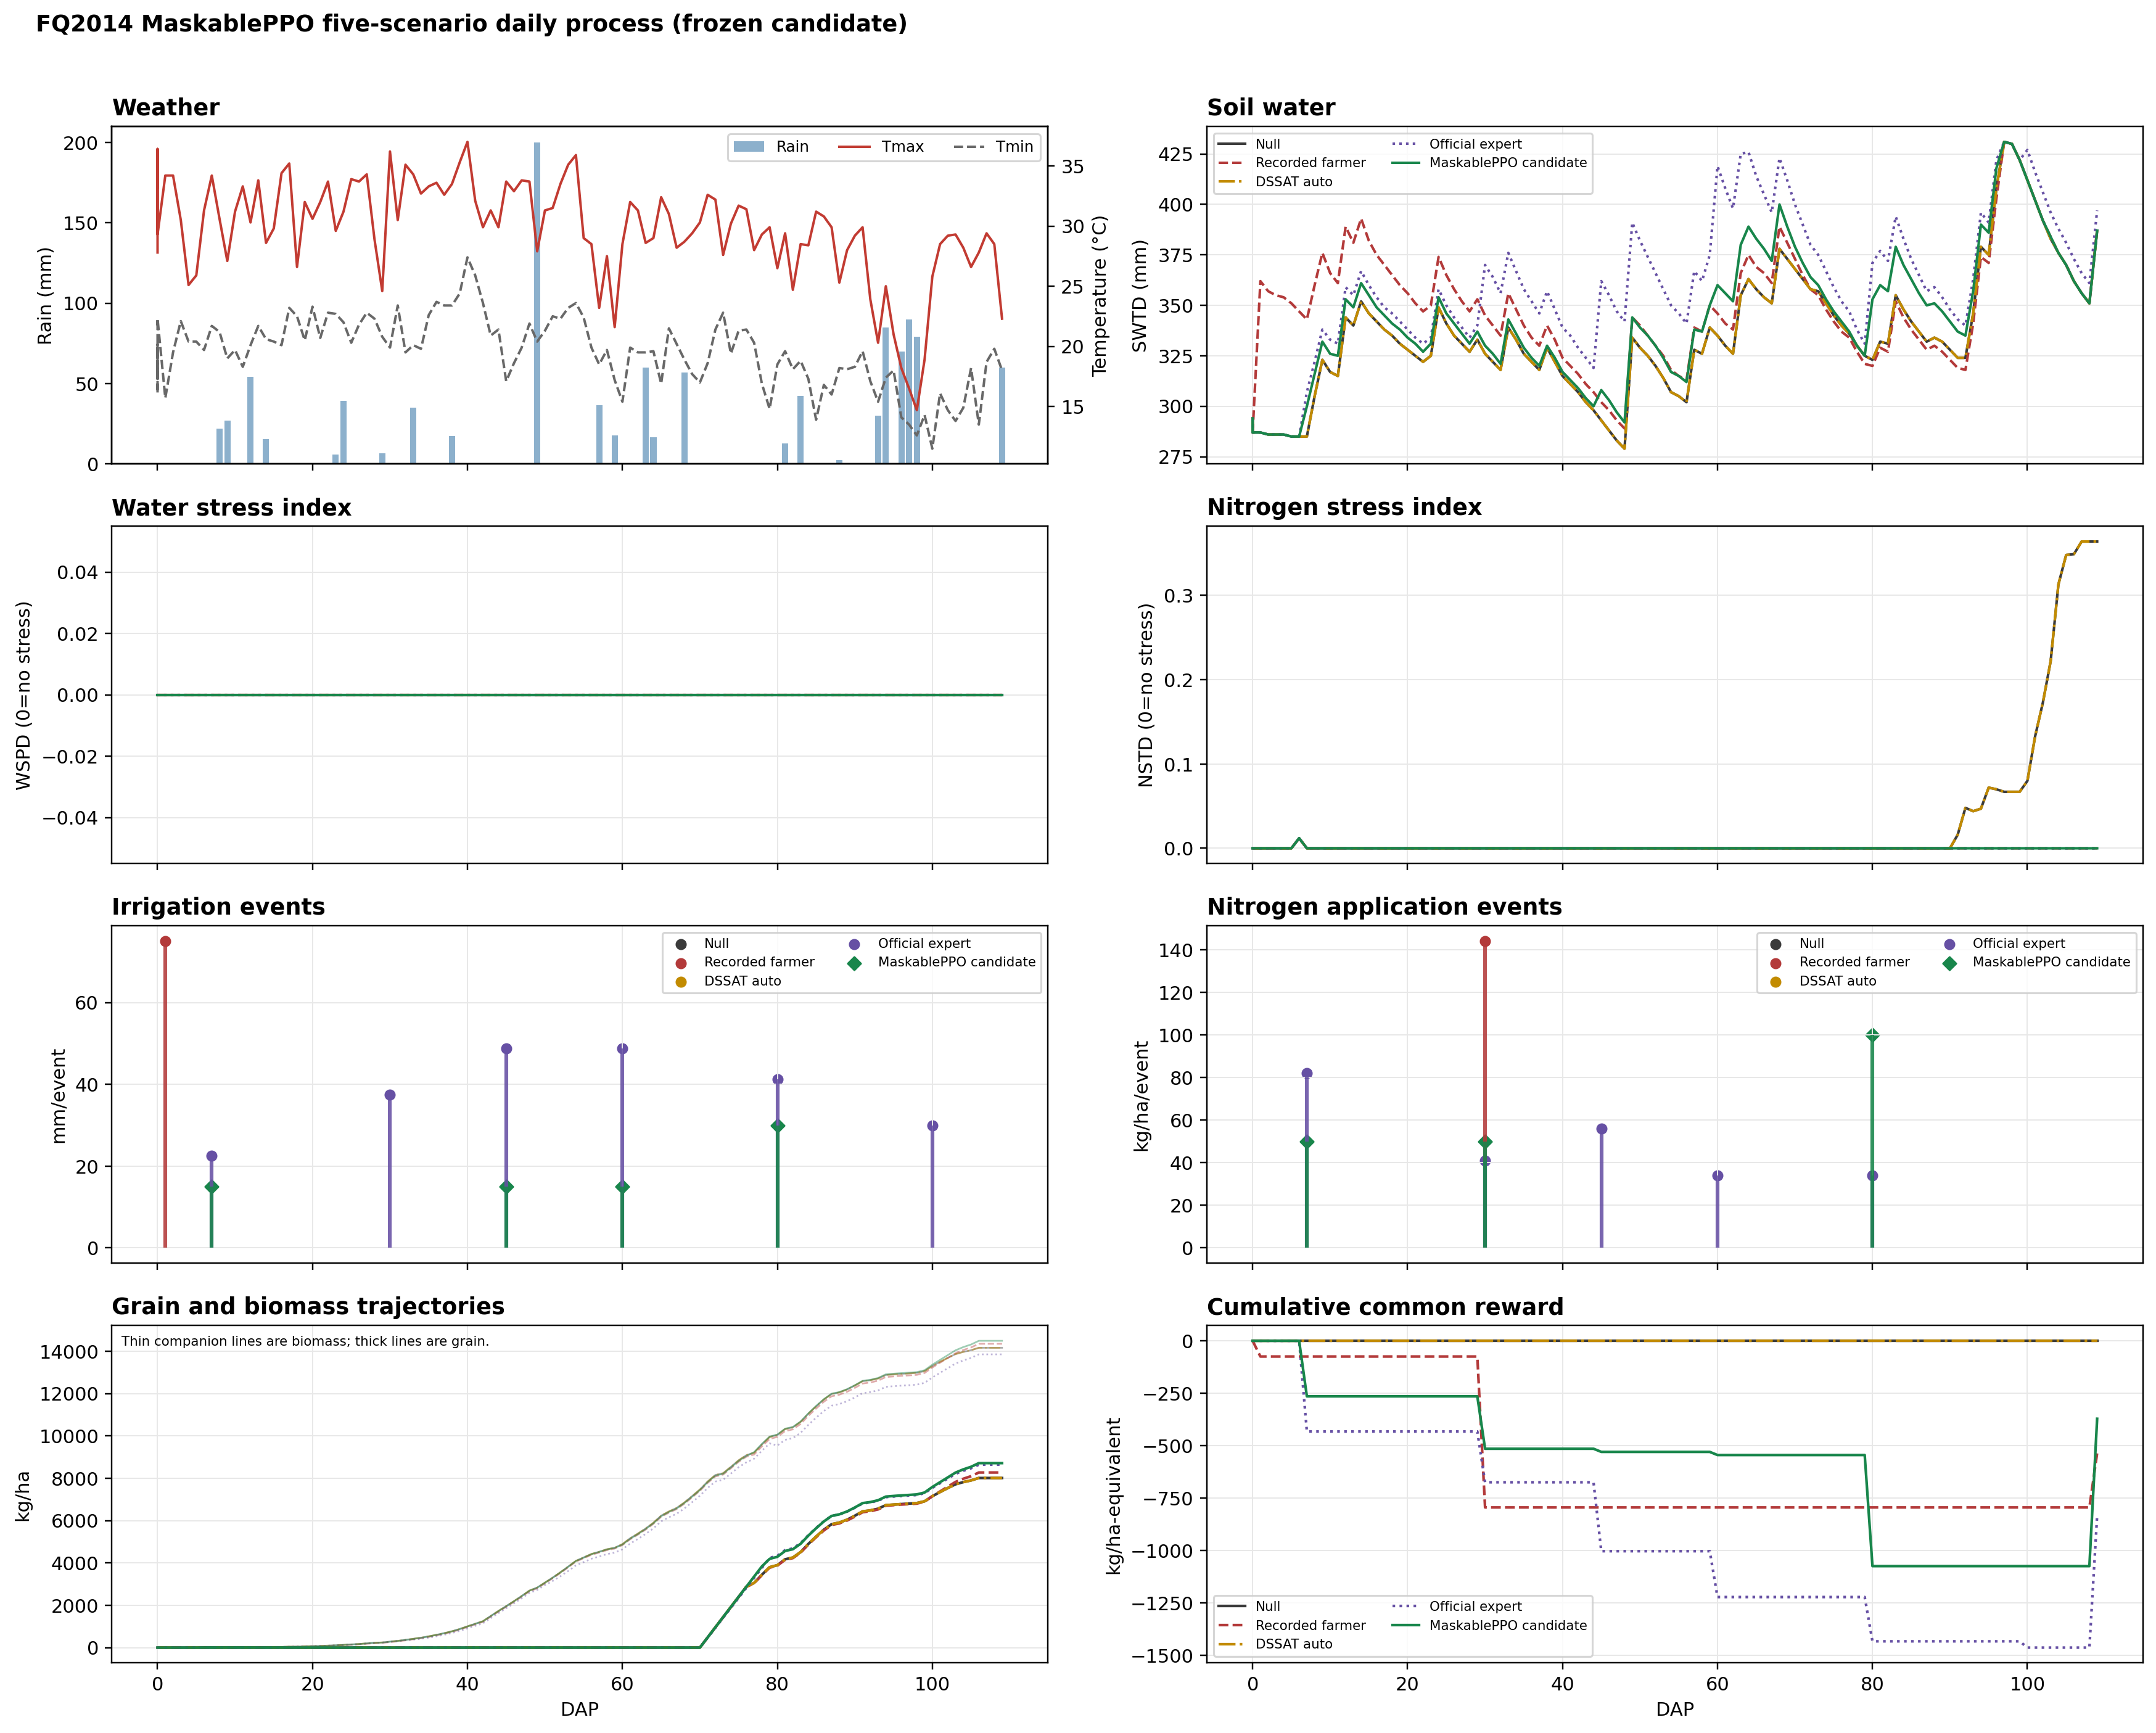 FQ2014 MaskablePPO five-scenario daily process (frozen candidate)
Weather
Rain (mm)
200
150
100
50
0
Rain Tmax Tmin
35
30
25
20
15
Temperature (°C)
Soil water
SWTD (mm)
425
400
375
350
325
300
275
Null Official expert
Recorded farmer MaskablePPO candidate
DSSAT auto
Water stress index
WSPD (0=no stress)
0.04
0.02
0.00
−0.02
−0.04
Nitrogen stress index
NSTD (0=no stress)
0.3
0.2
0.1
0.0
Irrigation events
mm/event
60
40
20
0
Null Official expert
Recorded farmer MaskablePPO candidate
DSSAT auto
Nitrogen application events
kg/ha/event
140
120
100
80
60
40
20
0
Null Official expert
Recorded farmer MaskablePPO candidate
DSSAT auto
Grain and biomass trajectories
Thin companion lines are biomass; thick lines are grain.
kg/ha
14000
12000
10000
8000
6000
4000
2000
0
0 20 40 60 80 100
DAP
Cumulative common reward
kg/ha-equivalent
0
−250
−500
−750
−1000
−1250
−1500
Null Official expert
Recorded farmer MaskablePPO candidate
DSSAT auto
0 20 40 60 80 100
DAP